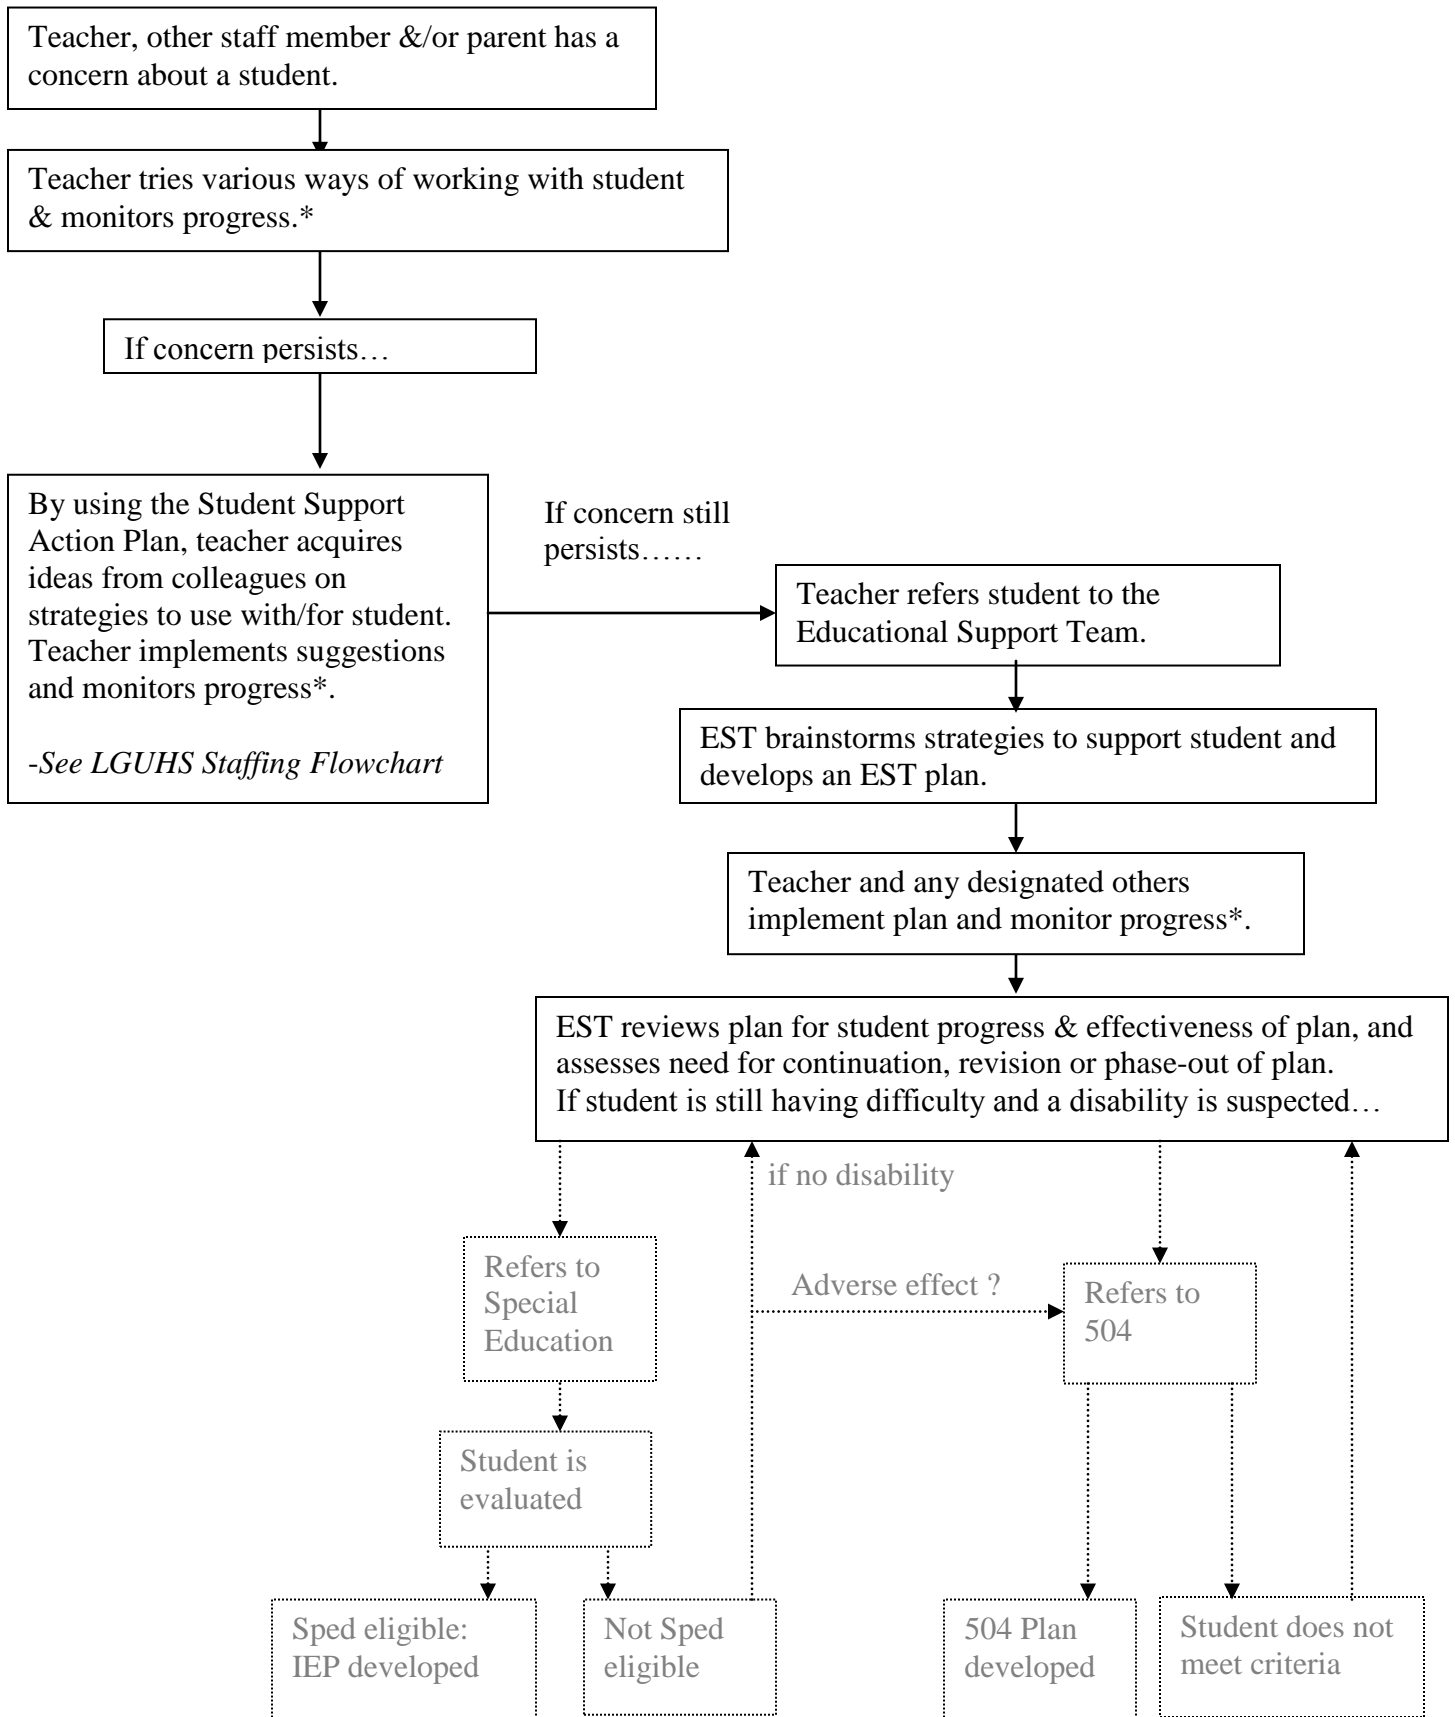 Teacher, other staff member &/or parent has a
concern about a student.
Teacher tries various ways of working with student
& monitors progress.*
If concern persists…
By using the Student Support
Action Plan, teacher acquires
ideas from colleagues on
strategies to use with/for student.
Teacher implements suggestions
and monitors progress*.
-See LGUHS Staffing Flowchart
If concern still
persists……
Teacher refers student to the
Educational Support Team.
EST brainstorms strategies to support student and
develops an EST plan.
Teacher and any designated others
implement plan and monitor progress*.
EST reviews plan for student progress & effectiveness of plan, and
assesses need for continuation, revision or phase-out of plan.
If student is still having difficulty and a disability is suspected…
if no disability
Refers to
Special
Education
Adverse effect ?
Refers to
504
Student is
evaluated
Sped eligible:
IEP developed
Not Sped
eligible
504 Plan
developed
Student does not
meet criteria